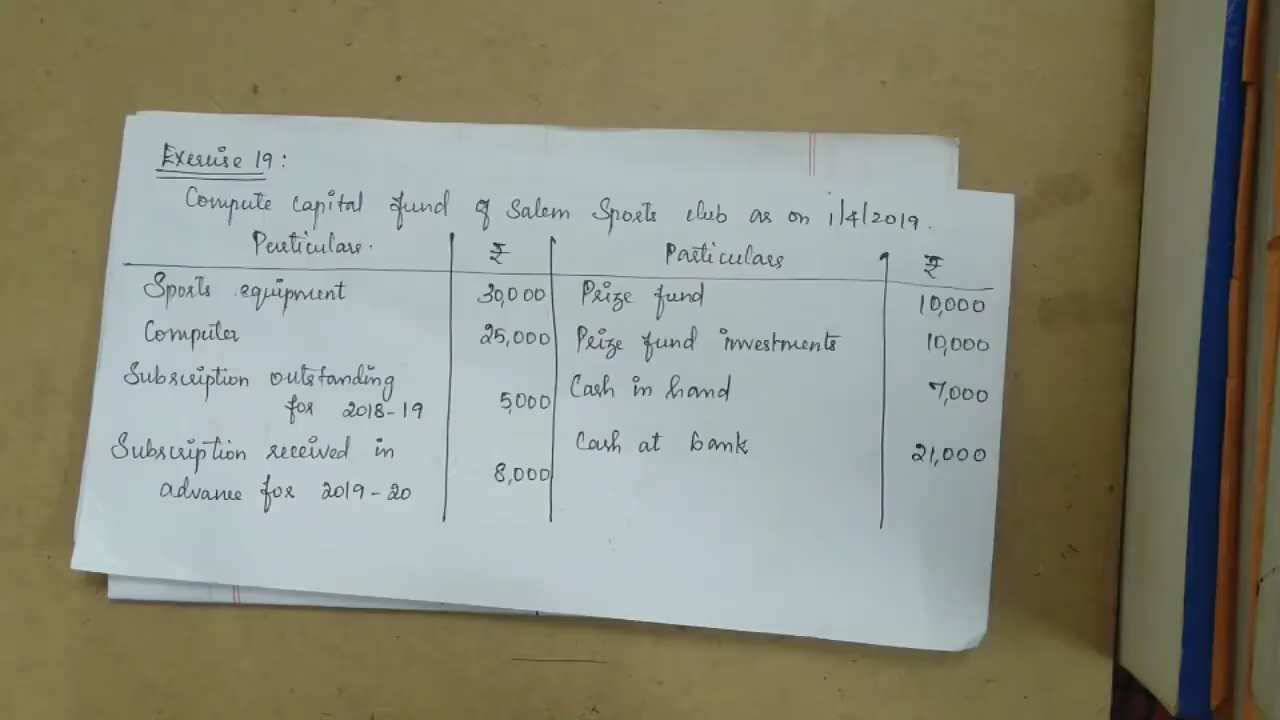 Exercise 19:
Compute capital fund of Salem Sports club as on 1/4/2019.
Particulars. ₹ Particulars ₹
Sports equipment 30,000 Prize fund 10,000
Computer 25,000 Prize fund investments 10,000
Subscription outstanding
for 2018-19 5,000 Cash in hand 7,000
Subscription received in Cash at bank 21,000
advance for 2019-20 8,000